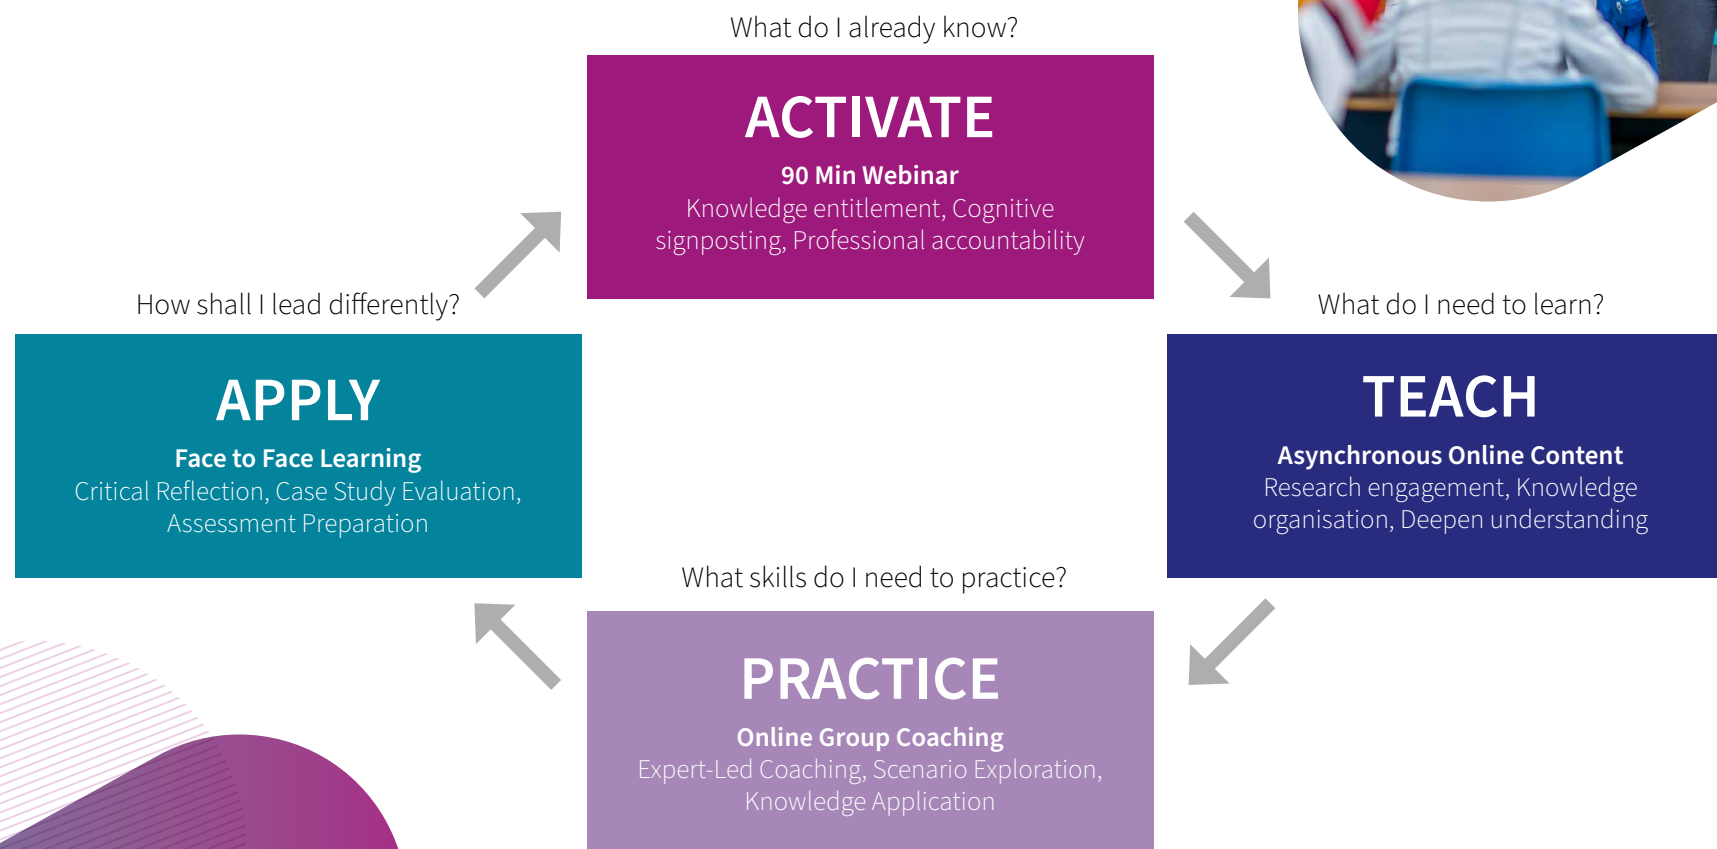 What do I already know?
ACTIVATE
90 Min Webinar
Knowledge entitlement, Cognitive
signposting, Professional accountability
How shall I lead differently?
What do I need to learn?
APPLY
Face to Face Learning
Critical Reflection, Case Study Evaluation,
Assessment Preparation
TEACH
Asynchronous Online Content
Research engagement, Knowledge
organisation, Deepen understanding
What skills do I need to practice?
PRACTICE
Online Group Coaching
Expert-Led Coaching, Scenario Exploration,
Knowledge Application